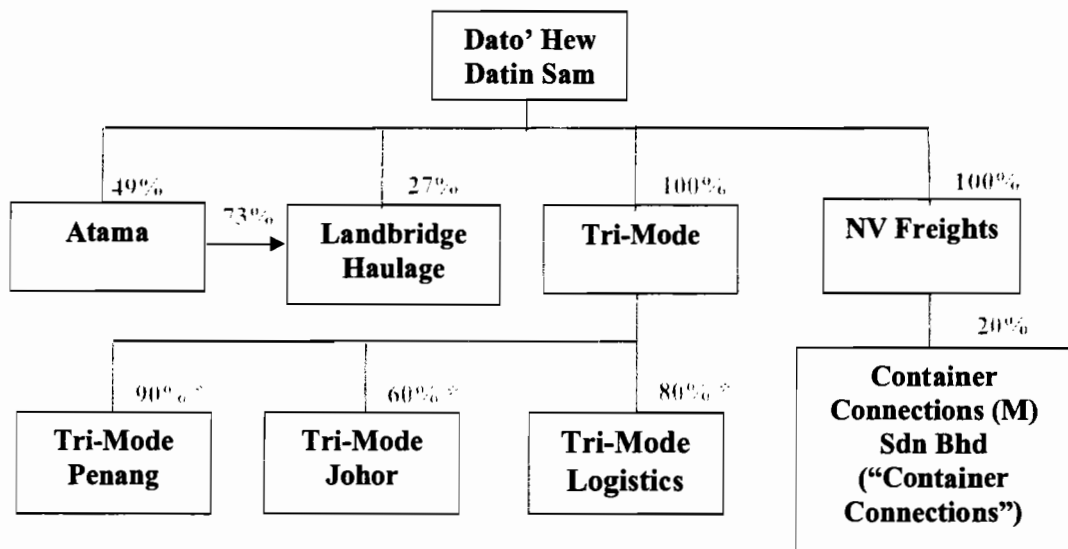 Dato’ Hew
Datin Sam
49%
73%
27%
100%
100%
Atama
Landbridge
Haulage
Tri-Mode
NV Freights
20%
90% *
60% *
80% *
Tri-Mode
Penang
Tri-Mode
Johor
Tri-Mode
Logistics
Container
Connections (M)
Sdn Bhd
(“Container
Connections”)